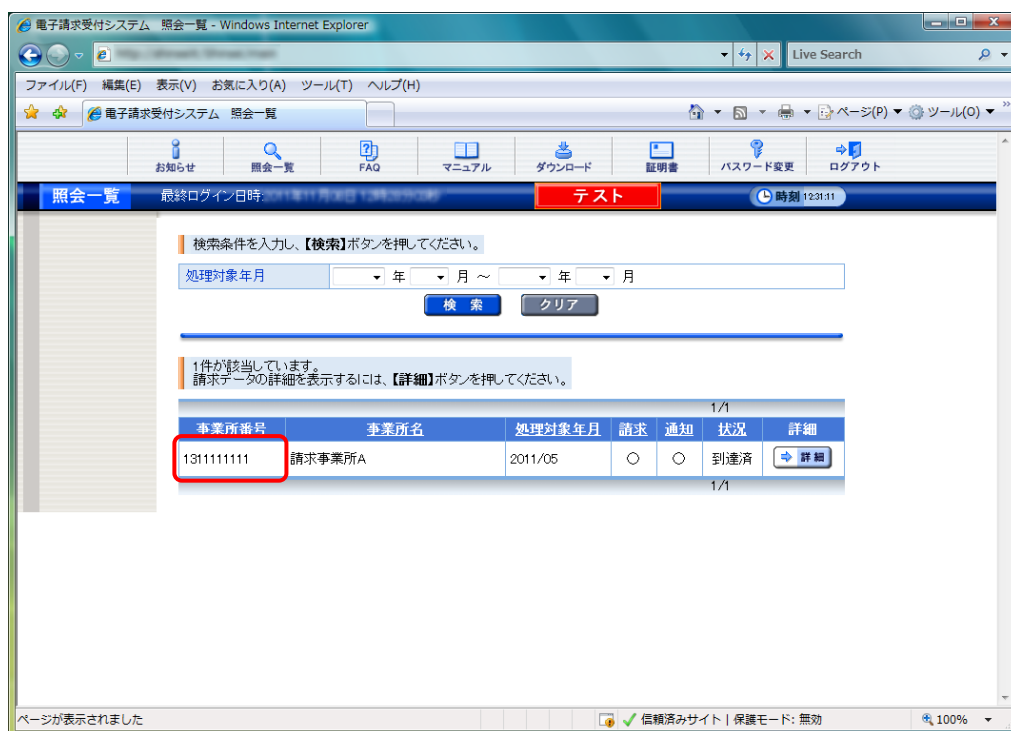 電子請求受付システム 照会一覧 - Windows Internet Explorer
Live Search
ファイル(F) 編集(E) 表示(V) お気に入り(A) ツール(T) ヘルプ(H)
電子請求受付システム 照会一覧 ページ(P) ツール(O)
お知らせ 照会一覧 FAQ マニュアル ダウンロード 証明書 パスワード変更 ログアウト
照会一覧 最終ログイン日時: テスト 時刻 12:31:11
検索条件を入力し、【検索】ボタンを押してください。
処理対象年月 年 月 ～ 年 月
検 索 クリア
1件が該当しています。
請求データの詳細を表示するには、【詳細】ボタンを押してください。
1/1
事業所番号 事業所名 処理対象年月 請求 通知 状況 詳細
1311111111 請求事業所A 2011/05 ○ ○ 到達済 詳細
1/1
ページが表示されました 信頼済みサイト | 保護モード: 無効 100%